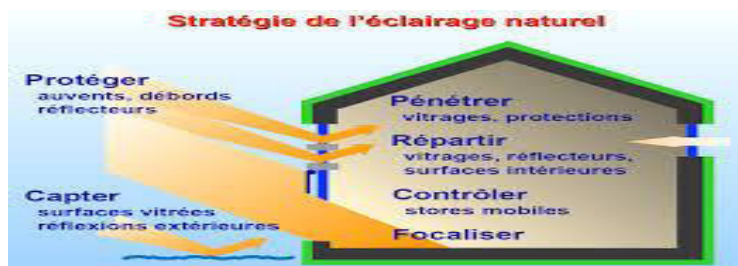 Stratégie de l'éclairage naturel
Protéger
auvents, débords
réflecteurs
Capter
surfaces vitrées
réflexions extérieures
Pénétrer
vitrages, protections
Répartir
vitrages, réflecteurs,
surfaces intérieures
Contrôler
stores mobiles
Focaliser